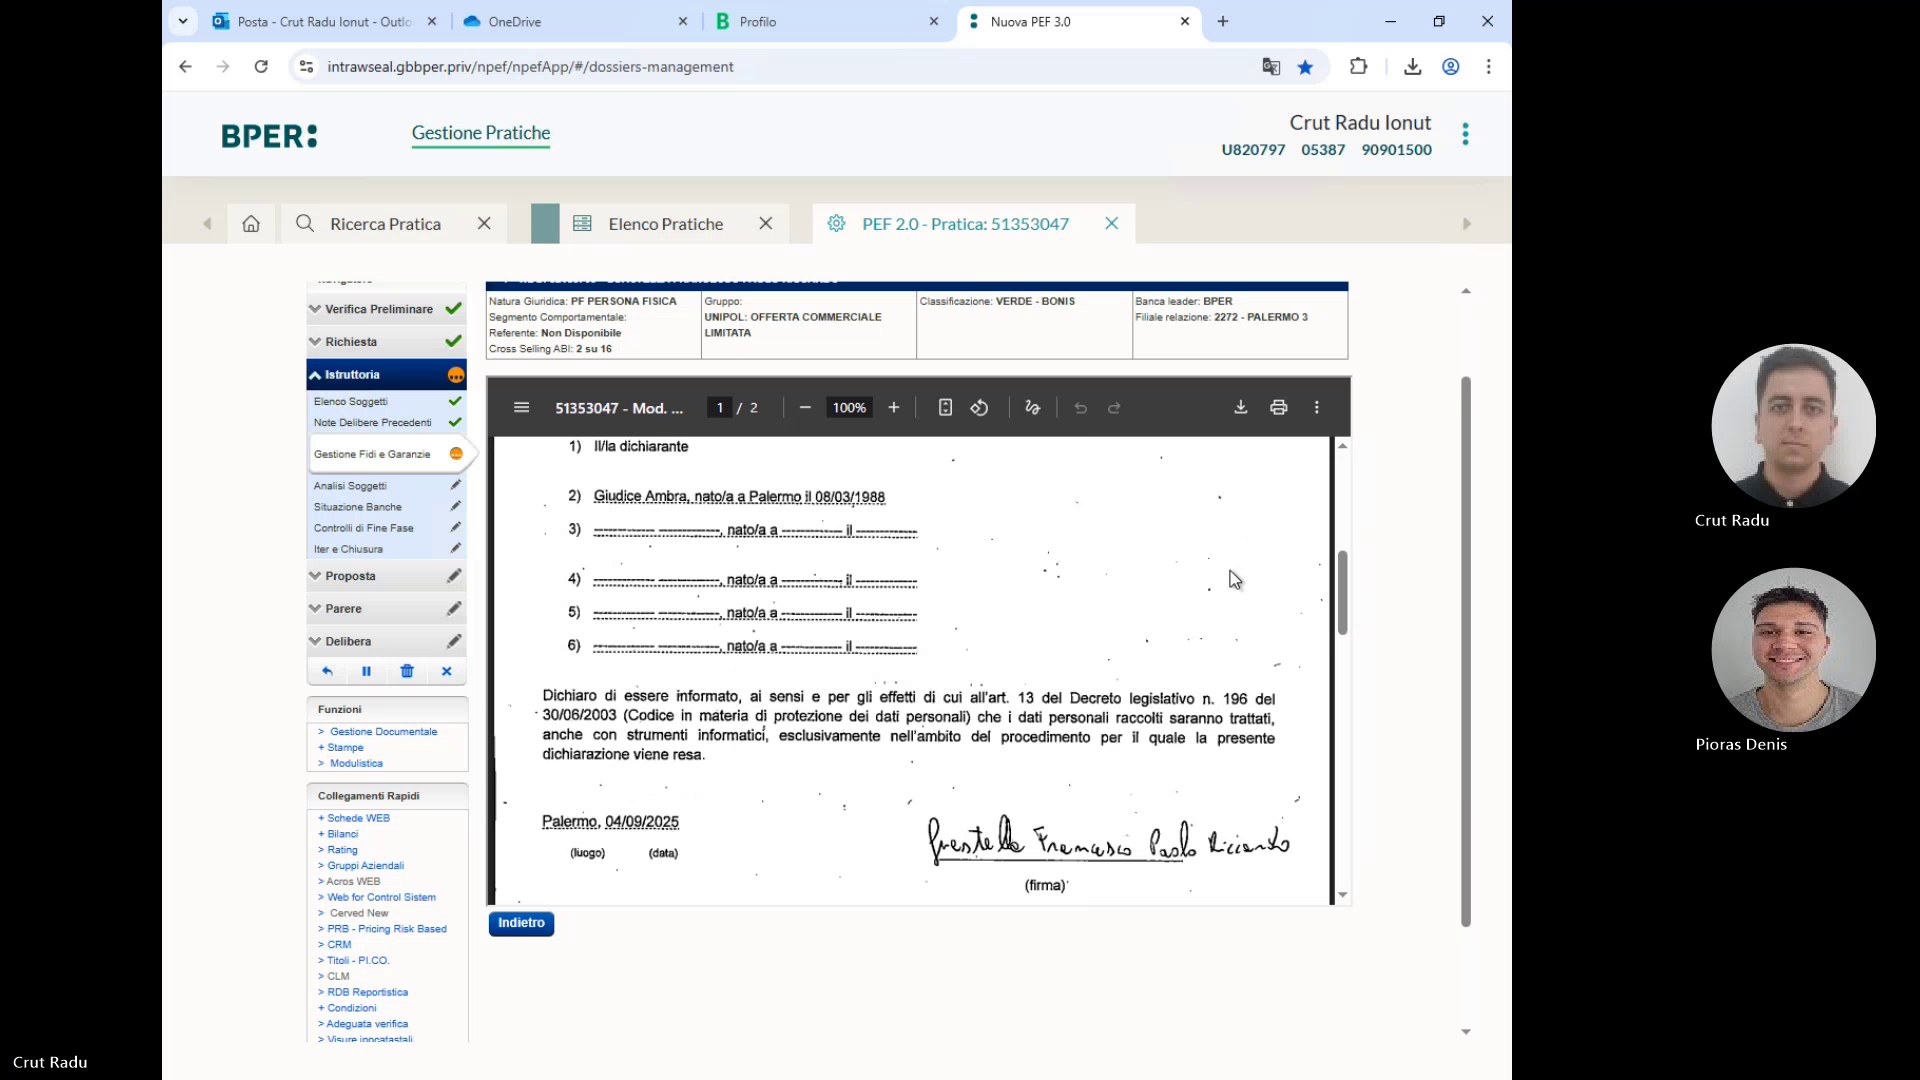 Posta - Crut Radu Ionut - Outlo
OneDrive
Profilo
Nuova PEF 3.0
intrawseal.gbbper.priv/npef/npefApp/#/dossiers-management
BPER:
Gestione Pratiche
Crut Radu Ionut
U820797 05387 90901500
Ricerca Pratica
Elenco Pratiche
PEF 2.0 - Pratica: 51353047
Verifica Preliminare
Richiesta
Istruttoria
Elenco Soggetti
Note Delibere Precedenti
Gestione Fidi e Garanzie
Analisi Soggetti
Situazione Banche
Controlli di Fine Fase
Iter e Chiusura
Proposta
Parere
Delibera
Funzioni
> Gestione Documentale
+ Stampe
> Modulistica
Collegamenti Rapidi
+ Schede WEB
+ Bilanci
> Rating
> Gruppi Aziendali
> Acros WEB
> Web for Control Sistem
> Cerved New
> PRB - Pricing Risk Based
> CRM
> Titoli - PI.CO.
> CLM
> RDB Reportistica
+ Condizioni
> Adeguata verifica
> Visure ipocatastali
Natura Giuridica: PF PERSONA FISICA
Segmento Comportamentale:
Referente: Non Disponibile
Cross Selling ABI: 2 su 16
Gruppo:
UNIPOL: OFFERTA COMMERCIALE
LIMITATA
Classificazione: VERDE - BONIS
Banca leader: BPER
Filiale relazione: 2272 - PALERMO 3
51353047 - Mod. ...
1 / 2
100%
1) Il/la dichiarante
2) Giudice Ambra, nato/a a Palermo il 08/03/1988
3) ------------ ------------, nato/a a ------------ il ------------
4) ------------ ------------, nato/a a ------------ il ------------
5) ------------ ------------, nato/a a ------------ il ------------
6) ------------ ------------, nato/a a ------------ il ------------
Dichiaro di essere informato, ai sensi e per gli effetti di cui all'art. 13 del Decreto legislativo n. 196 del
30/06/2003 (Codice in materia di protezione dei dati personali) che i dati personali raccolti saranno trattati,
anche con strumenti informatici, esclusivamente nell'ambito del procedimento per il quale la presente
dichiarazione viene resa.
Palermo, 04/09/2025
(luogo) (data)
Francesco Paolo
(firma)
Indietro
Crut Radu
Pioras Denis
Crut Radu